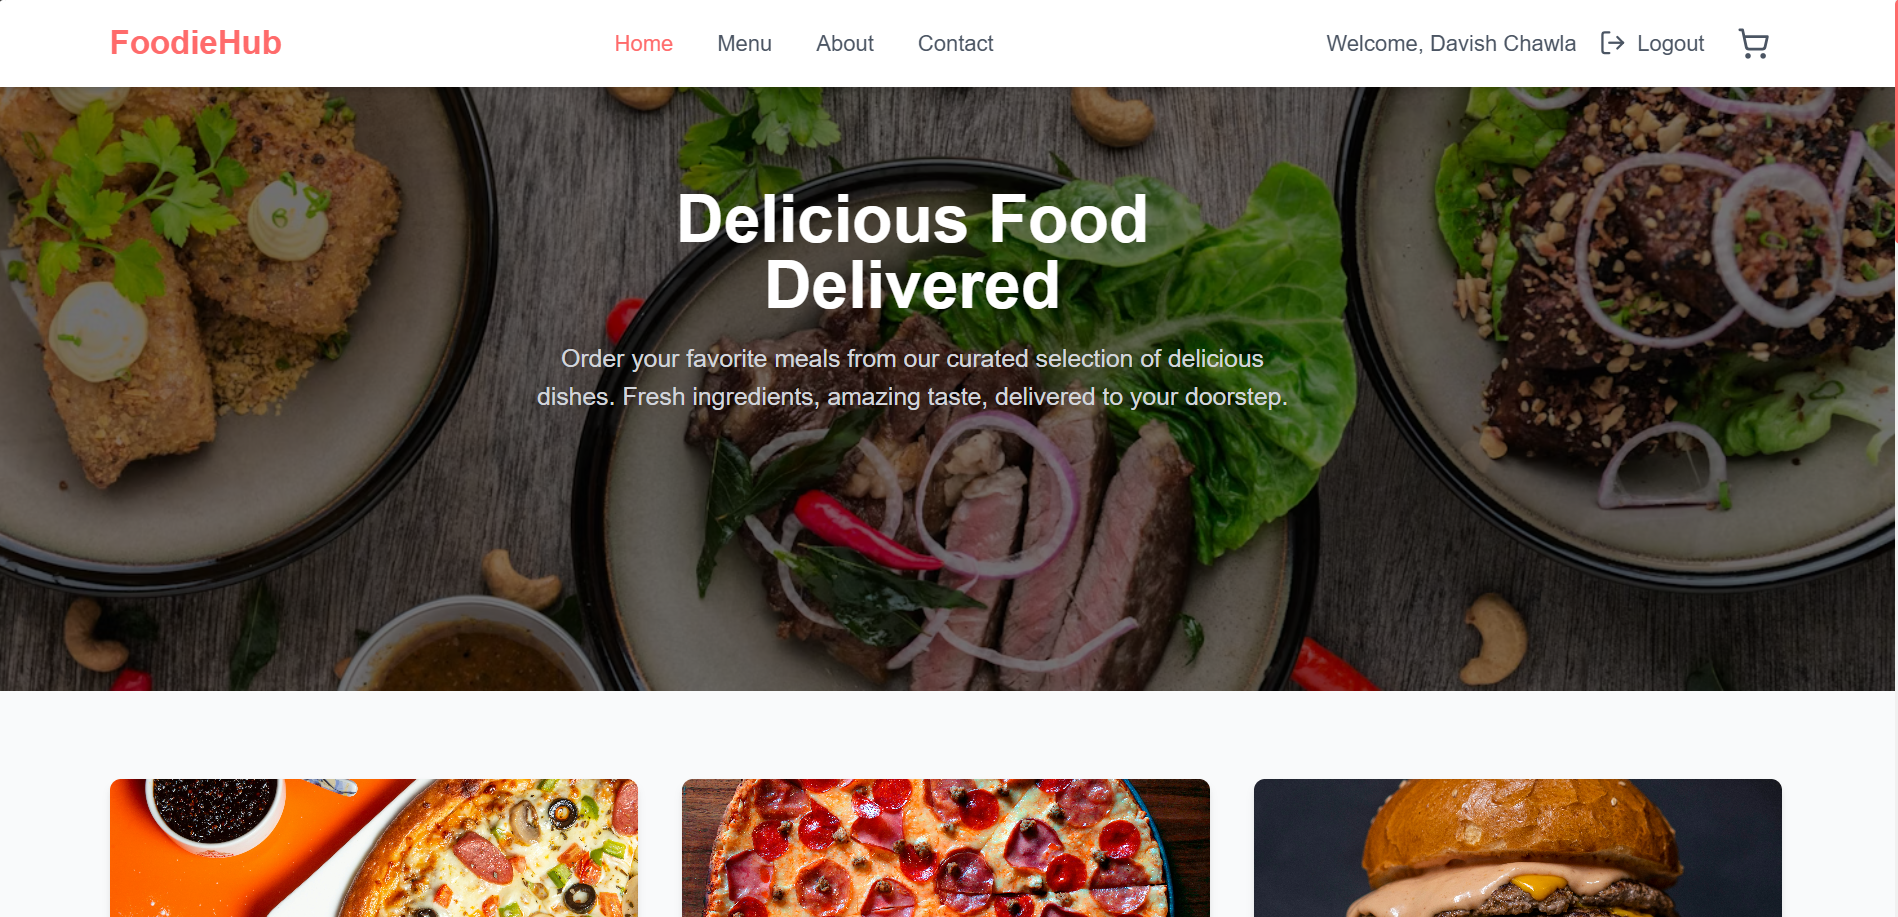 FoodieHub
Home
Menu
About
Contact
Welcome, Davish Chawla
Logout
Delicious Food
Delivered
Order your favorite meals from our curated selection of delicious
dishes. Fresh ingredients, amazing taste, delivered to your doorstep.